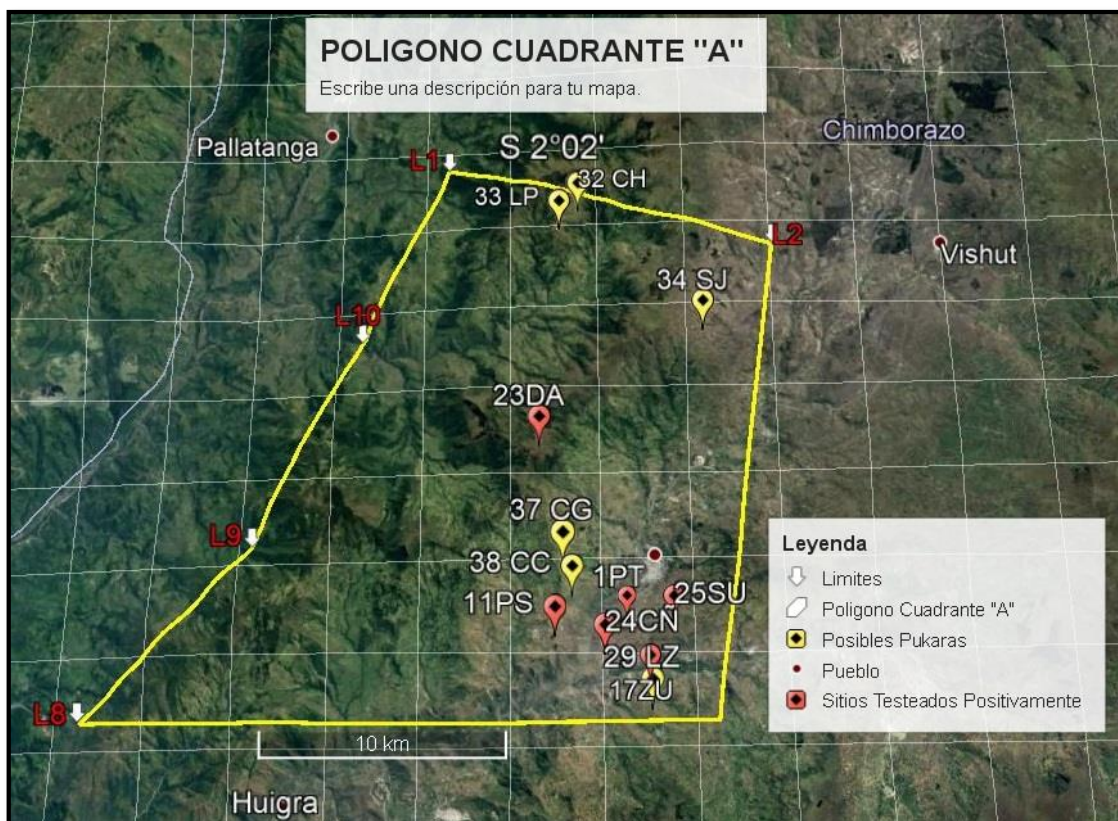 POLIGONO CUADRANTE "A"
Escribe una descripción para tu mapa.
Pallatanga
Chimborazo
L1
S 2°02'
32 CH
33 LP
L2
Vishut
34 SJ
L10
23DA
37 CG
L9
38 CC
1PT
25SU
11PS
24CÑ
29 LZ
17ZU
L8
10 km
Huigra
Leyenda
Limites
Poligono Cuadrante "A"
Posibles Pukaras
Pueblo
Sitios Testeados Positivamente